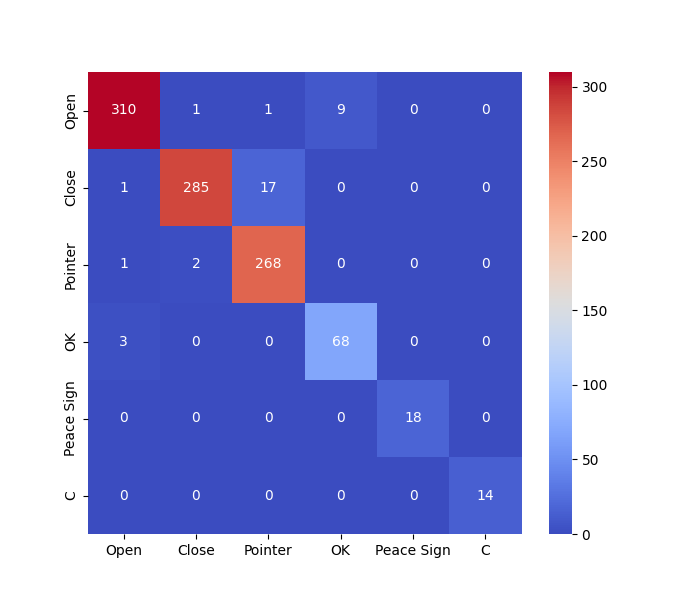 Open 310 1 1 9 0 0
Close 1 285 17 0 0 0
Pointer 1 2 268 0 0 0
OK 3 0 0 68 0 0
Peace Sign 0 0 0 0 18 0
C 0 0 0 0 0 14
Open Close Pointer OK Peace Sign C
300
250
200
150
100
50
0